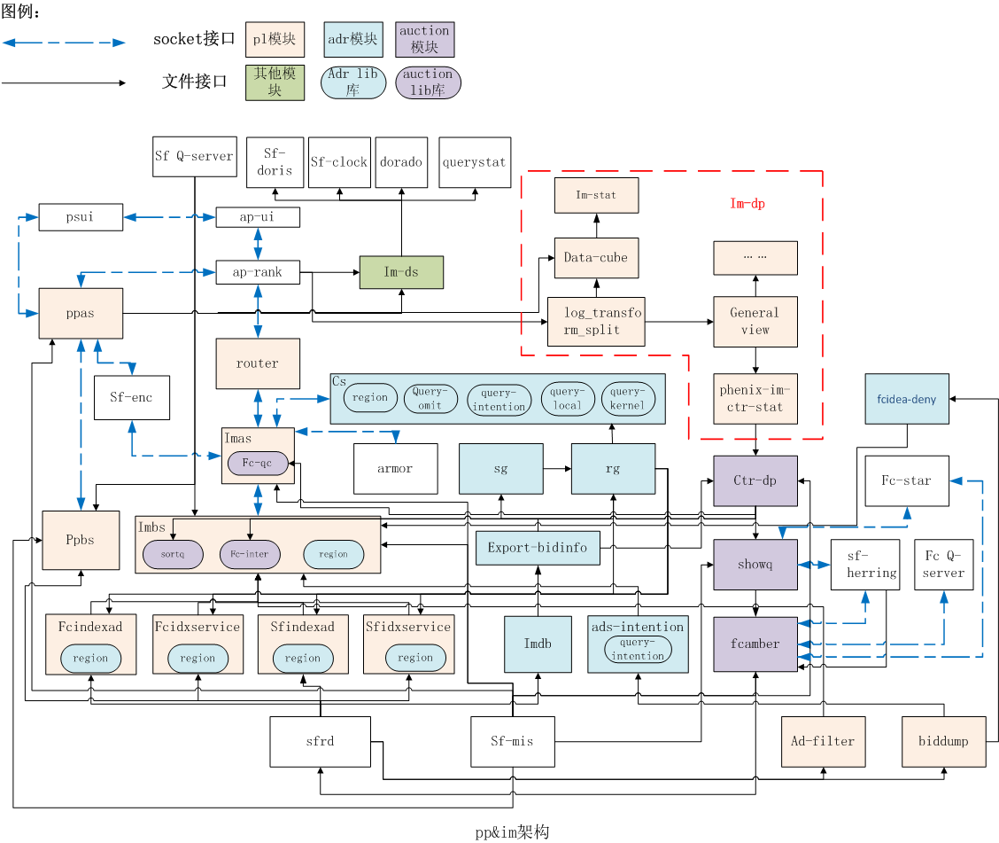 图例:
socket接口
pl模块
adr模块
auction
模块
文件接口
其他模
块
Adr lib
库
auction
lib库
Sf Q-server
Sf-
doris
Sf-clock
dorado
querystat
Im-stat
Im-dp
psui
ap-ui
Data-cube
... ...
ap-rank
Im-ds
ppas
log_transfo
rm_split
General
view
router
Sf-enc
Cs
region
Query-
omit
query-
intention
query-
local
query-
kernel
phenix-im-
ctr-stat
fcidea-deny
Imas
Fc-qc
armor
sg
rg
Ctr-dp
Fc-star
Ppbs
Imbs
sortq
Fc-inter
region
Export-bidinfo
showq
sf-
herring
Fc Q-
server
Fcindexad
region
Fcidxservice
region
Sfindexad
region
Sfidxservice
region
Imdb
ads-intention
query-
intention
fcamber
sfrd
Sf-mis
Ad-filter
biddump
pp&im架构